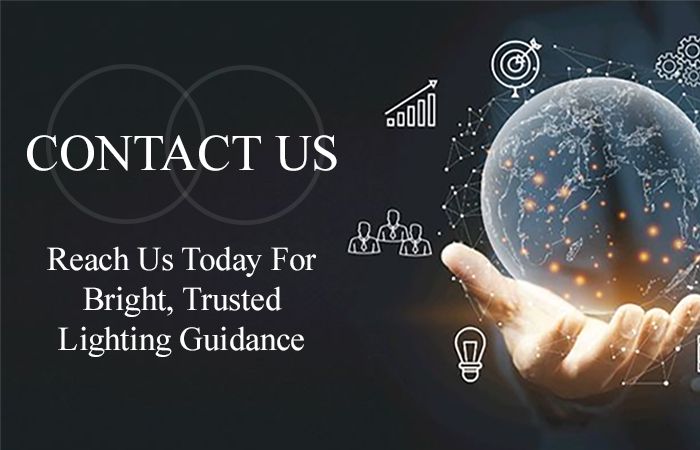 CONTACT US
Reach Us Today For
Bright, Trusted
Lighting Guidance